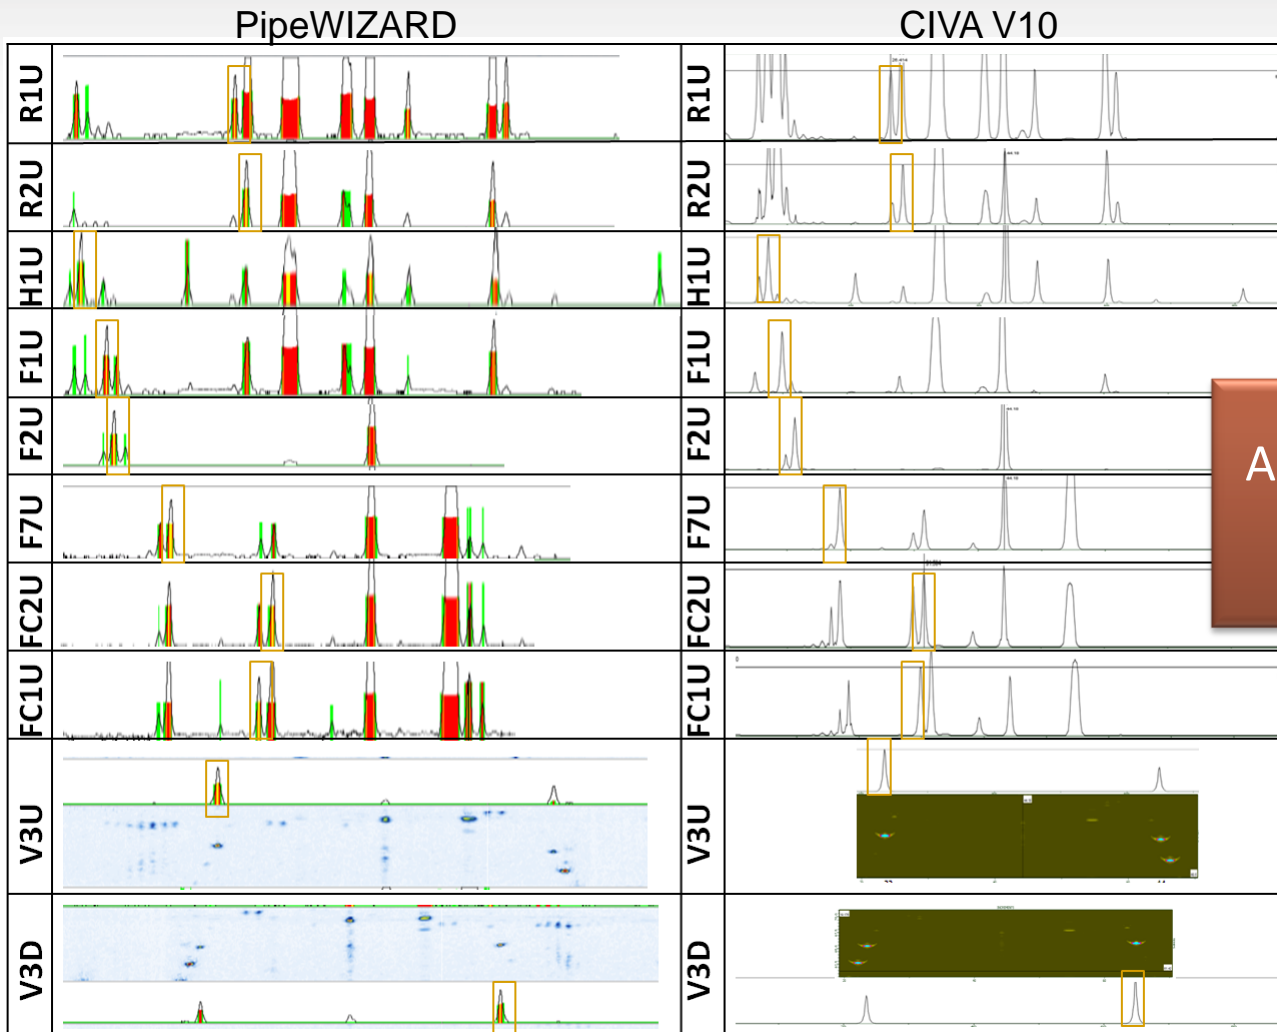 PipeWIZARD CIVA V10
R1U R1U
R2U R2U
H1U H1U
F1U F1U
F2U F2U
A
F7U F7U
FC2U FC2U
FC1U FC1U
V3U V3U
V3D V3D